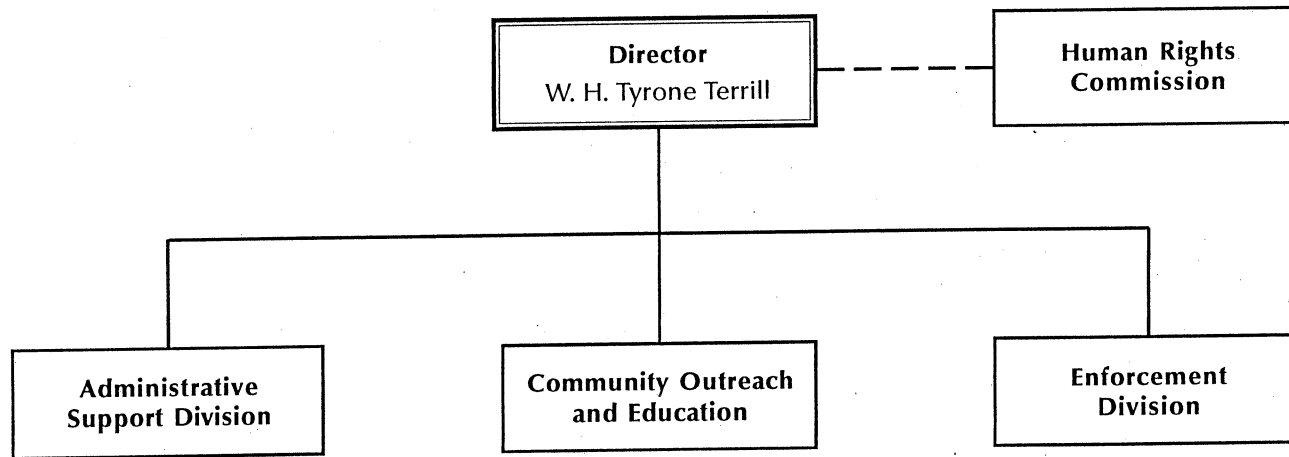 Director
W. H. Tyrone Terrill
Human Rights
Commission
Administrative
Support Division
Community Outreach
and Education
Enforcement
Division